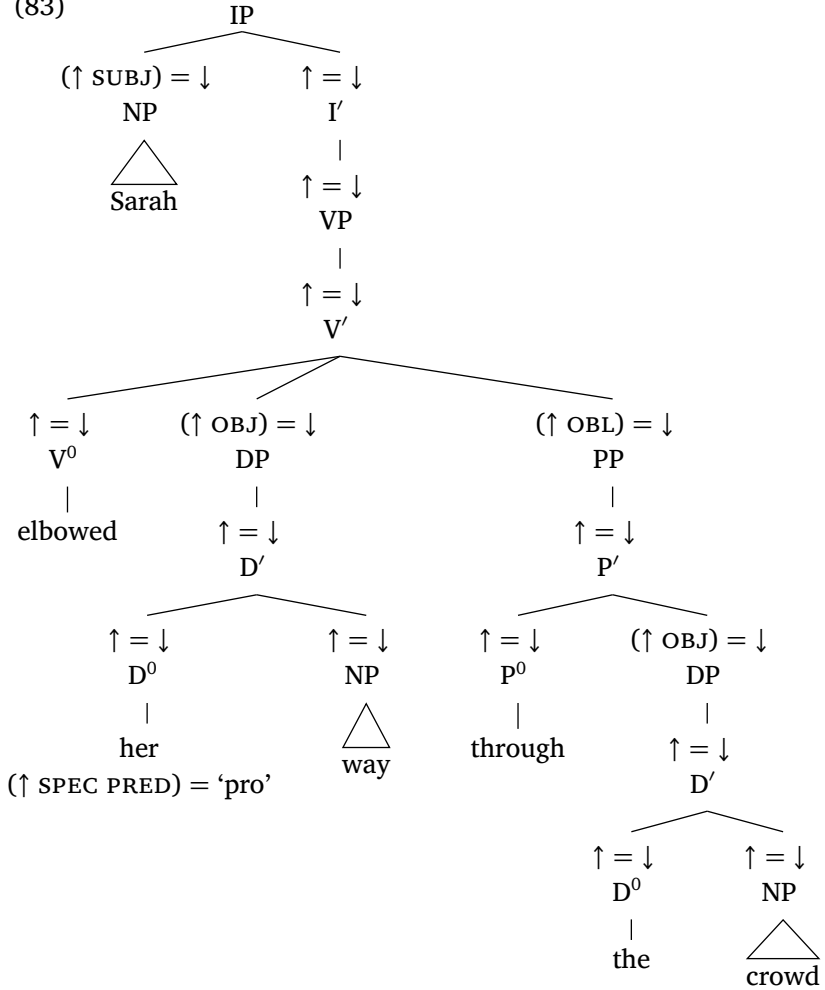 (83)
IP
(↑ SUBJ) = ↓ ↑ = ↓
NP I′
↑ = ↓
Sarah
VP
↑ = ↓
V′
↑ = ↓ (↑ OBJ) = ↓ (↑ OBL) = ↓
V⁰ DP PP
elbowed ↑ = ↓ ↑ = ↓
D′ P′
↑ = ↓ ↑ = ↓ ↑ = ↓ (↑ OBJ) = ↓
D⁰ NP P⁰ DP
her way through ↑ = ↓
(↑ SPEC PRED) = ‘pro’ D′
↑ = ↓ ↑ = ↓
D⁰ NP
the crowd